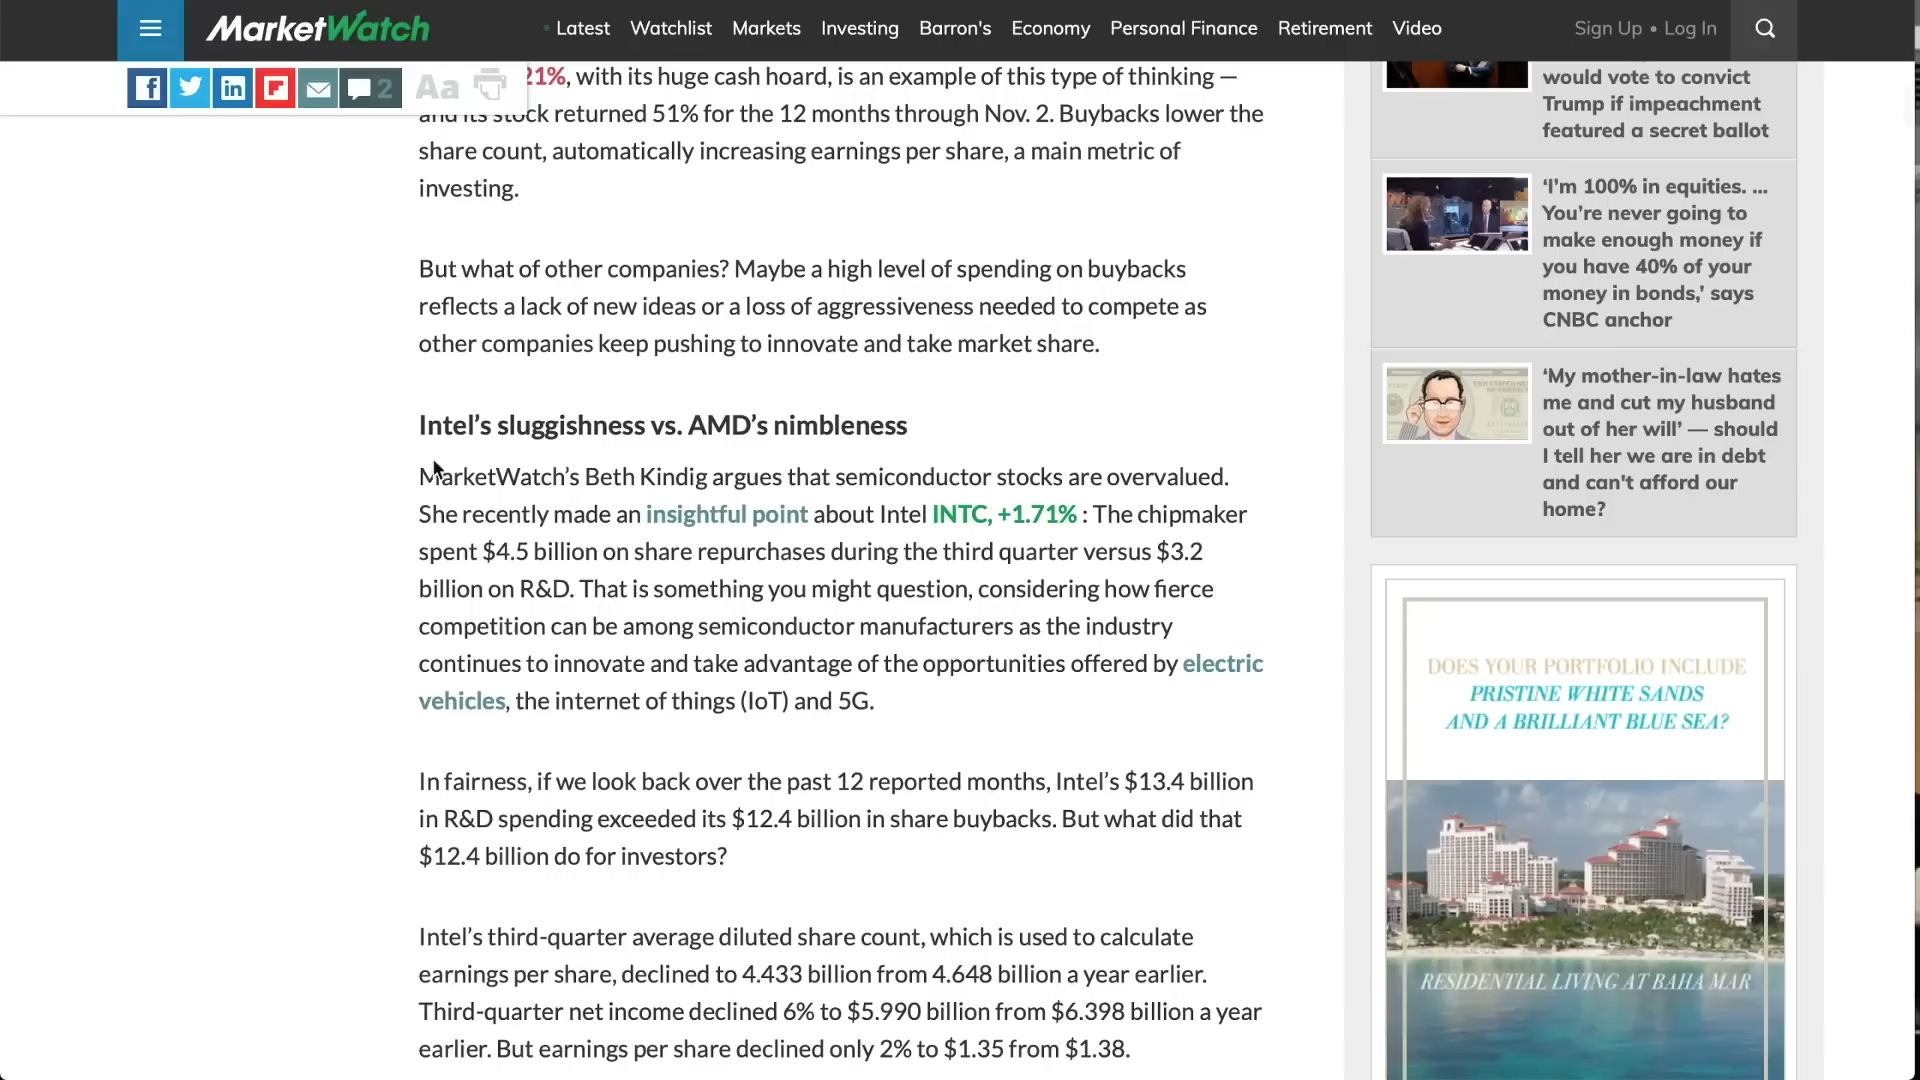 MarketWatch
Latest Watchlist Markets Investing Barron's Economy Personal Finance Retirement Video
Sign Up • Log In
2 Aa
21%, with its huge cash hoard, is an example of this type of thinking —
and its stock returned 51% for the 12 months through Nov. 2. Buybacks lower the
share count, automatically increasing earnings per share, a main metric of
investing.
But what of other companies? Maybe a high level of spending on buybacks
reflects a lack of new ideas or a loss of aggressiveness needed to compete as
other companies keep pushing to innovate and take market share.
Intel’s sluggishness vs. AMD’s nimbleness
MarketWatch’s Beth Kindig argues that semiconductor stocks are overvalued.
She recently made an insightful point about Intel INTC, +1.71% : The chipmaker
spent $4.5 billion on share repurchases during the third quarter versus $3.2
billion on R&D. That is something you might question, considering how fierce
competition can be among semiconductor manufacturers as the industry
continues to innovate and take advantage of the opportunities offered by electric
vehicles, the internet of things (IoT) and 5G.
In fairness, if we look back over the past 12 reported months, Intel’s $13.4 billion
in R&D spending exceeded its $12.4 billion in share buybacks. But what did that
$12.4 billion do for investors?
Intel’s third-quarter average diluted share count, which is used to calculate
earnings per share, declined to 4.433 billion from 4.648 billion a year earlier.
Third-quarter net income declined 6% to $5.990 billion from $6.398 billion a year
earlier. But earnings per share declined only 2% to $1.35 from $1.38.
would vote to convict
Trump if impeachment
featured a secret ballot
‘I’m 100% in equities. ...
You’re never going to
make enough money if
you have 40% of your
money in bonds,’ says
CNBC anchor
‘My mother-in-law hates
me and cut my husband
out of her will’ — should
I tell her we are in debt
and can't afford our
home?
DOES YOUR PORTFOLIO INCLUDE
PRISTINE WHITE SANDS
AND A BRILLIANT BLUE SEA?
RESIDENTIAL LIVING AT BAHA MAR